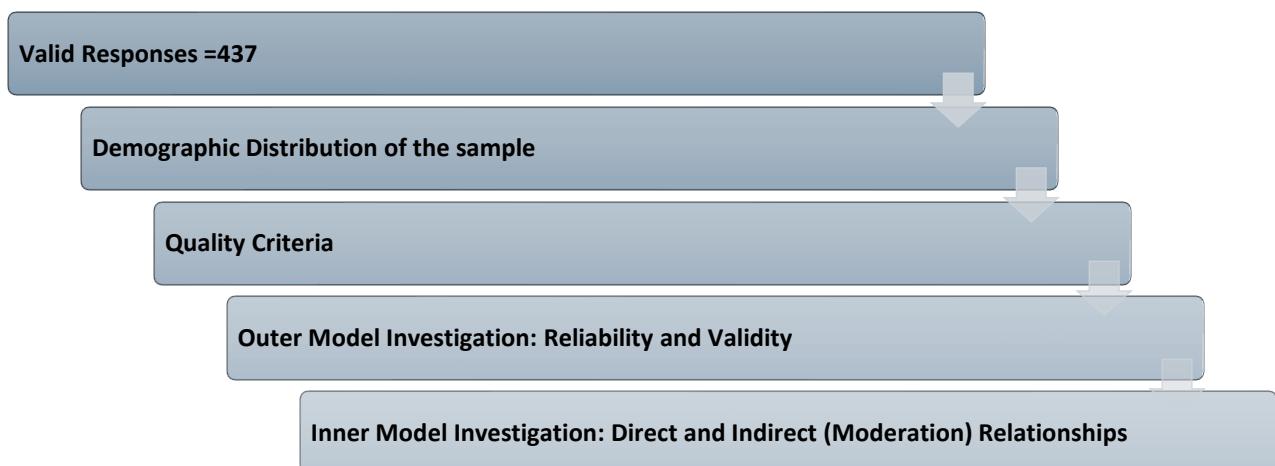 Valid Responses =437
Demographic Distribution of the sample
Quality Criteria
Outer Model Investigation: Reliability and Validity
Inner Model Investigation: Direct and Indirect (Moderation) Relationships